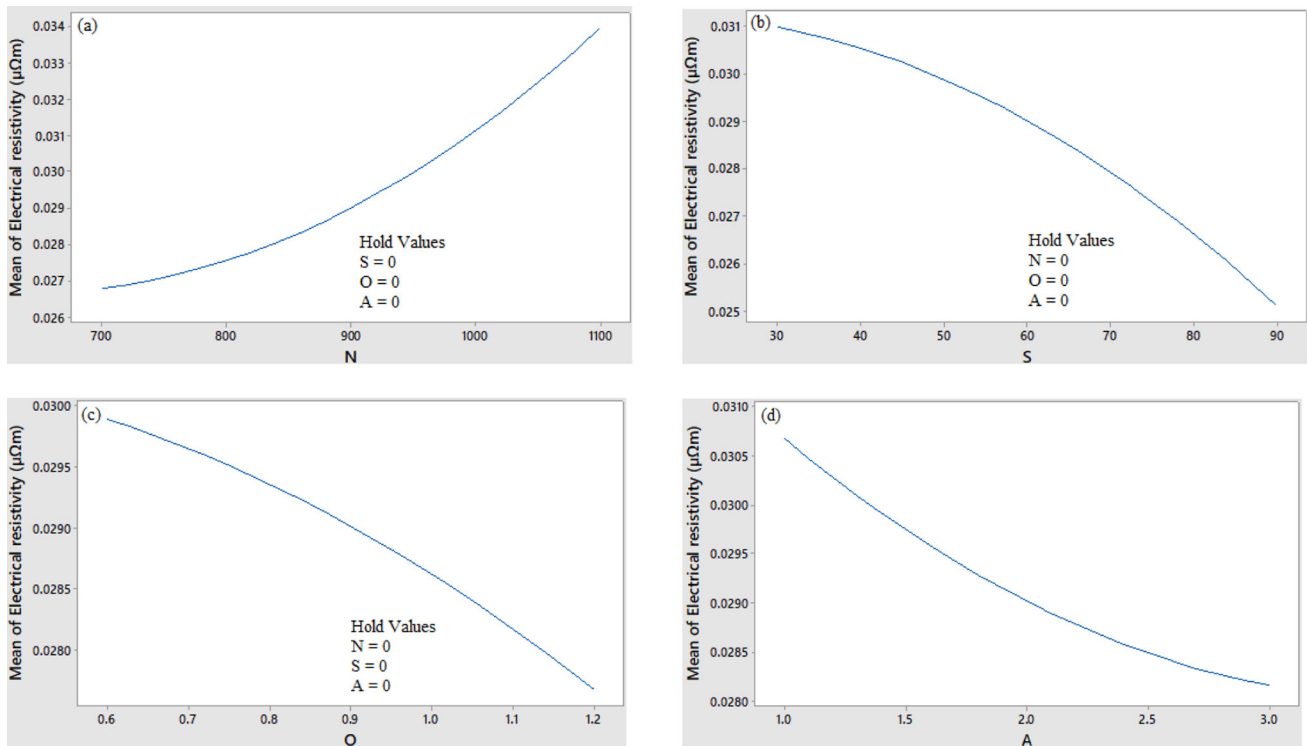 (a)
Mean of Electrical resistivity (μΩm)
0.034
0.033
0.032
0.031
0.030
0.029
0.028
0.027
0.026
Hold Values
S = 0
O = 0
A = 0
700 800 900 1000 1100
N
(b)
Mean of Electrical resistivity (μΩm)
0.031
0.030
0.029
0.028
0.027
0.026
0.025
Hold Values
N = 0
O = 0
A = 0
30 40 50 60 70 80 90
S
(c)
Mean of Electrical resistivity (μΩm)
0.0300
0.0295
0.0290
0.0285
0.0280
Hold Values
N = 0
S = 0
A = 0
0.6 0.7 0.8 0.9 1.0 1.1 1.2
O
(d)
Mean of Electrical resistivity (μΩm)
0.0310
0.0305
0.0300
0.0295
0.0290
0.0285
0.0280
1.0 1.5 2.0 2.5 3.0
A